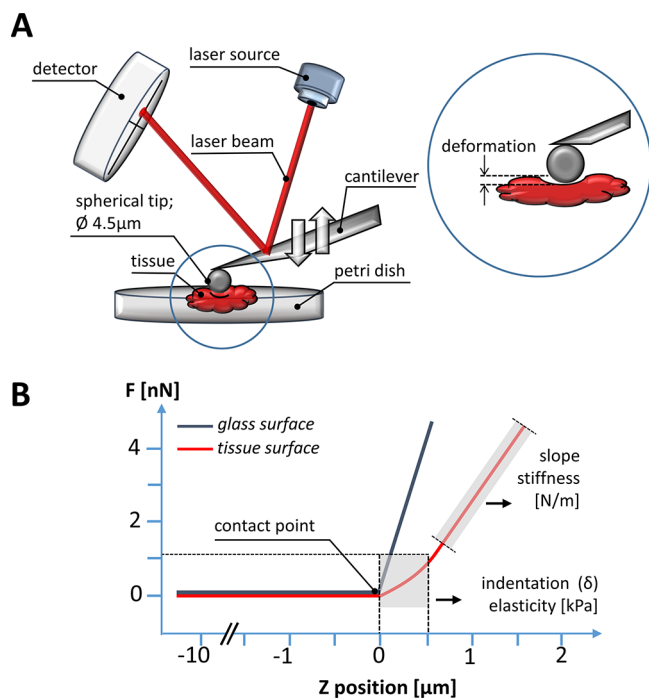 A
detector
laser source
laser beam
spherical tip;
Ø 4.5µm
tissue
cantilever
petri dish
deformation
B
F [nN]
glass surface
tissue surface
4
2
0
contact point
slope
stiffness
[N/m]
indentation (δ)
elasticity [kPa]
-10 // -1 0 1 2
Z position [µm]